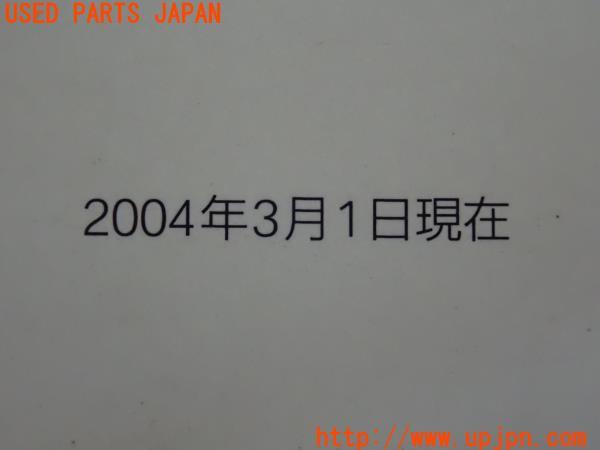 USED PARTS JAPAN
2004年3月1日現在
http://www.upjpn.com